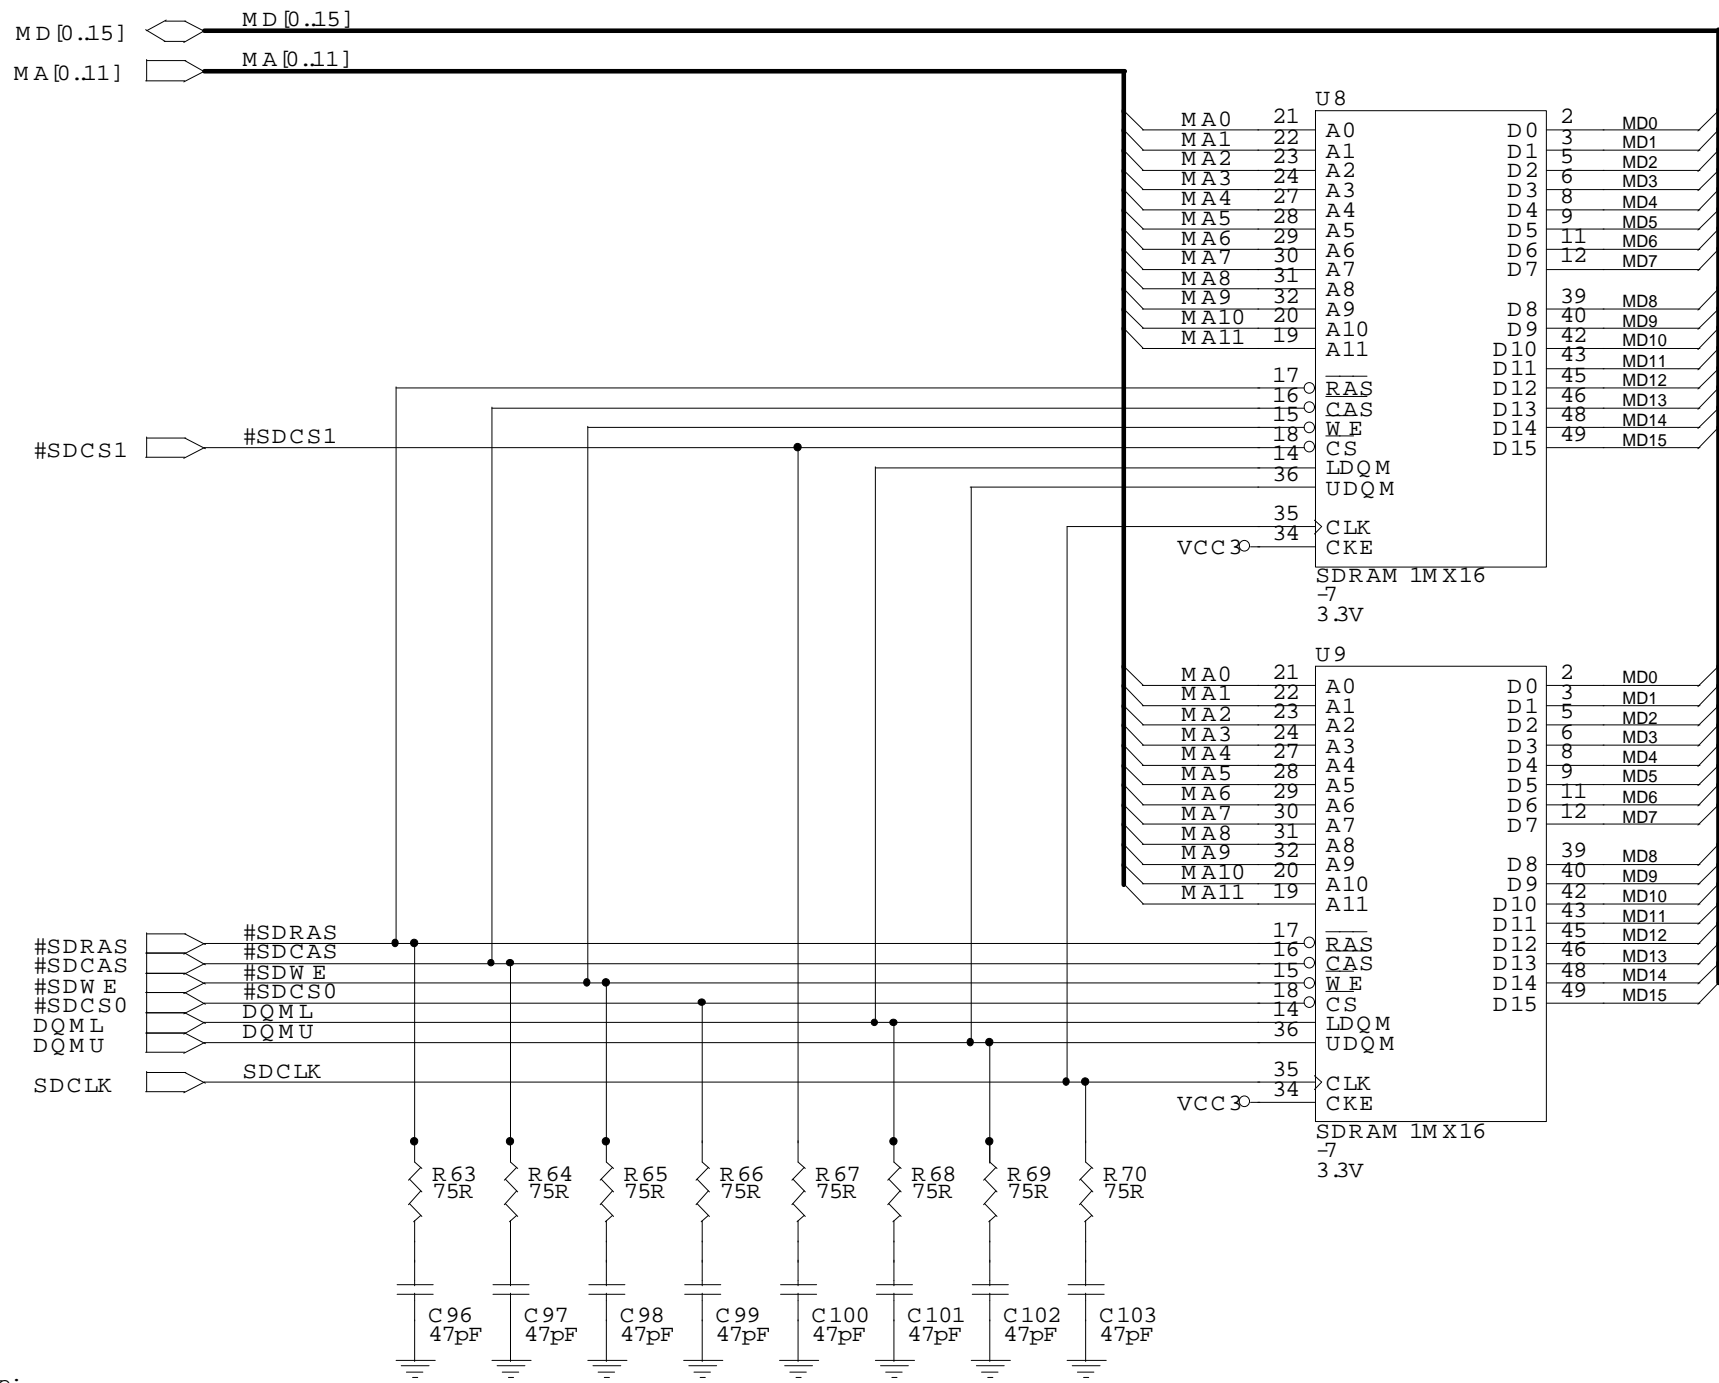 MD[0..15] MD[0..15]
MA[0..11] MA[0..11]
U8
MA0 21 A0 D0 2 MD0
MA1 22 A1 D1 3 MD1
MA2 23 A2 D2 5 MD2
MA3 24 A3 D3 6 MD3
MA4 27 A4 D4 8 MD4
MA5 28 A5 D5 9 MD5
MA6 29 A6 D6 11 MD6
MA7 30 A7 D7 12 MD7
MA8 31 A8
MA9 32 A9 D8 39 MD8
MA10 20 A10 D9 40 MD9
MA11 19 A11 D10 42 MD10
D11 43 MD11
17 RAS D12 45 MD12
16 CAS D13 46 MD13
15 WE D14 48 MD14
#SDCS1 #SDCS1 18 CS D15 49 MD15
14 LDQM
36 UDQM
35 CLK
VCC3 34 CKE
SDRAM 1MX16
-7
3.3V
U9
MA0 21 A0 D0 2 MD0
MA1 22 A1 D1 3 MD1
MA2 23 A2 D2 5 MD2
MA3 24 A3 D3 6 MD3
MA4 27 A4 D4 8 MD4
MA5 28 A5 D5 9 MD5
MA6 29 A6 D6 11 MD6
MA7 30 A7 D7 12 MD7
MA8 31 A8
MA9 32 A9 D8 39 MD8
MA10 20 A10 D9 40 MD9
MA11 19 A11 D10 42 MD10
D11 43 MD11
#SDRAS #SDRAS 17 RAS D12 45 MD12
#SDCAS #SDCAS 16 CAS D13 46 MD13
#SDWE #SDWE 15 WE D14 48 MD14
#SDCS0 #SDCS0 18 CS D15 49 MD15
DQML DQML 14 LDQM
DQMU DQMU 36 UDQM
SDCLK SDCLK 35 CLK
VCC3 34 CKE
SDRAM 1MX16
-7
3.3V
R63 R64 R65 R66 R67 R68 R69 R70
75R 75R 75R 75R 75R 75R 75R 75R
C96 C97 C98 C99 C100 C101 C102 C103
47pF 47pF 47pF 47pF 47pF 47pF 47pF 47pF